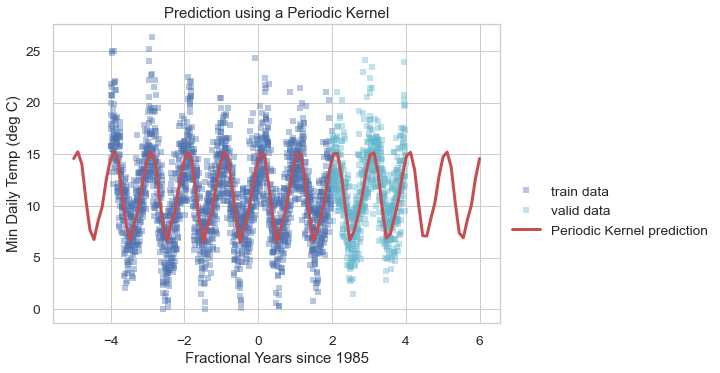 Prediction using a Periodic Kernel
25
20
15
10
5
0
Min Daily Temp (deg C)
−4
−2
0
2
4
6
Fractional Years since 1985
train data
valid data
Periodic Kernel prediction